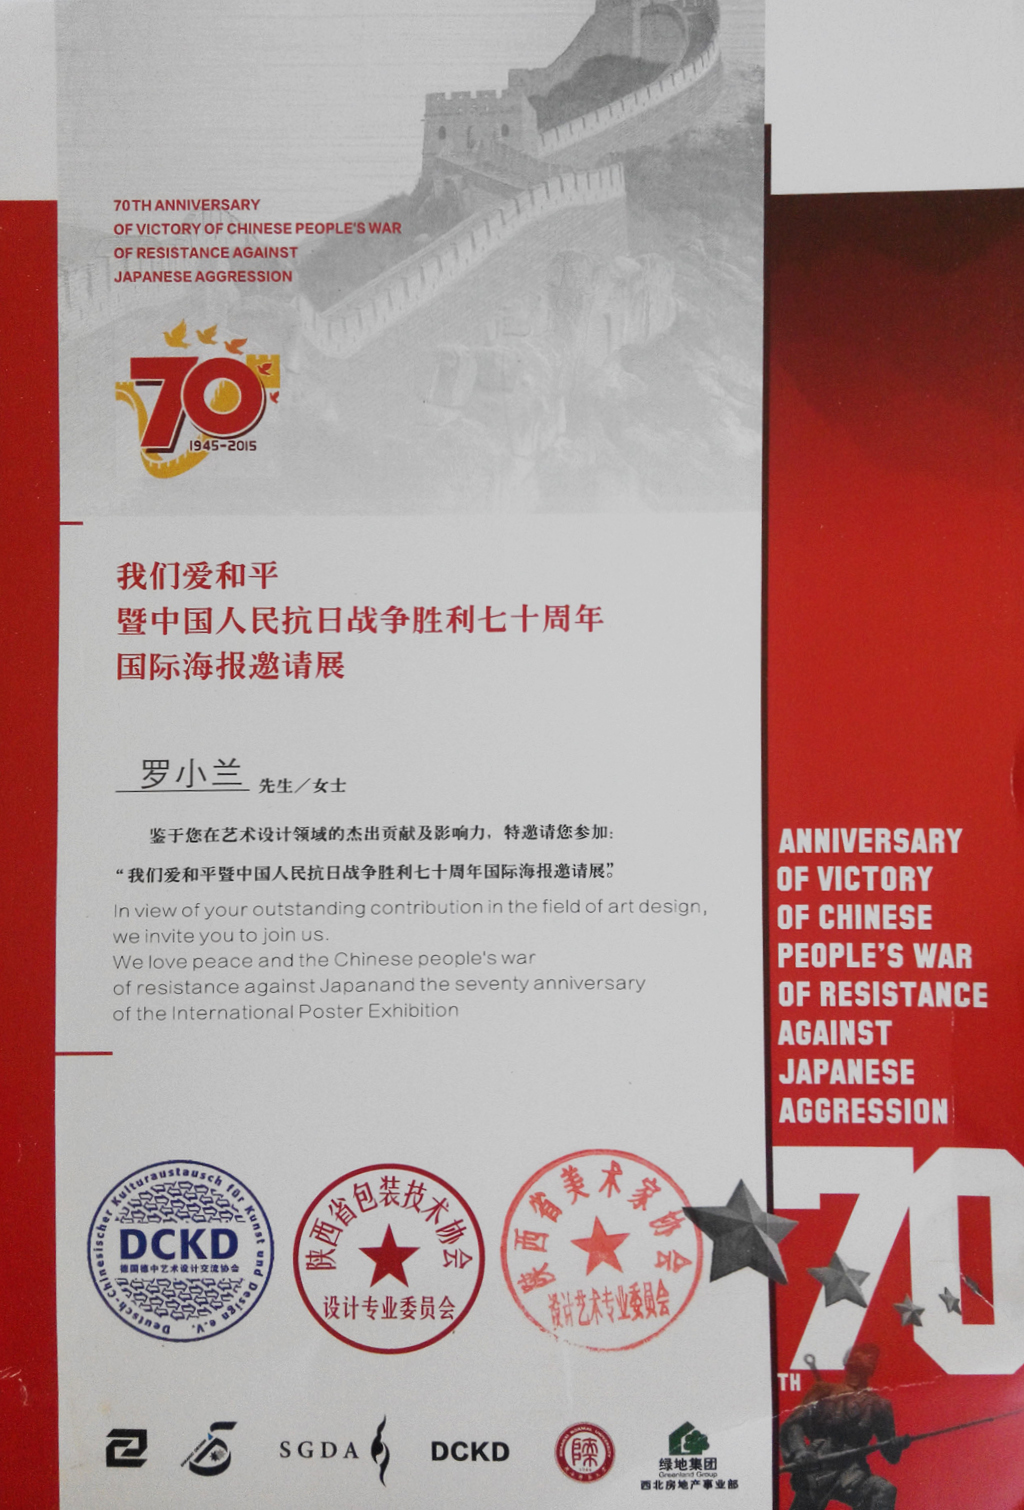 70TH ANNIVERSARY
OF VICTORY OF CHINESE PEOPLE'S WAR
OF RESISTANCE AGAINST
JAPANESE AGGRESSION
70
1945-2015
我们爱和平
暨中国人民抗日战争胜利七十周年
国际海报邀请展
罗小兰 先生／女士
鉴于您在艺术设计领域的杰出贡献及影响力，特邀请您参加：
“我们爱和平暨中国人民抗日战争胜利七十周年国际海报邀请展”。
In view of your outstanding contribution in the field of art design,
we invite you to join us.
We love peace and the Chinese people's war
of resistance against Japanand the seventy anniversary
of the International Poster Exhibition
ANNIVERSARY
OF VICTORY
OF CHINESE
PEOPLE'S WAR
OF RESISTANCE
AGAINST
JAPANESE
AGGRESSION
70
TH
Deutsch-Chinesischer Kulturaustausch für Kunst und Design e.V.
DCKD
德国德中艺术设计交流协会
陕西省包装技术协会
设计专业委员会
陕西省美术家协会
设计艺术专业委员会
SGDA
DCKD
陕
绿地集团
Greenland Group
西北房地产事业部